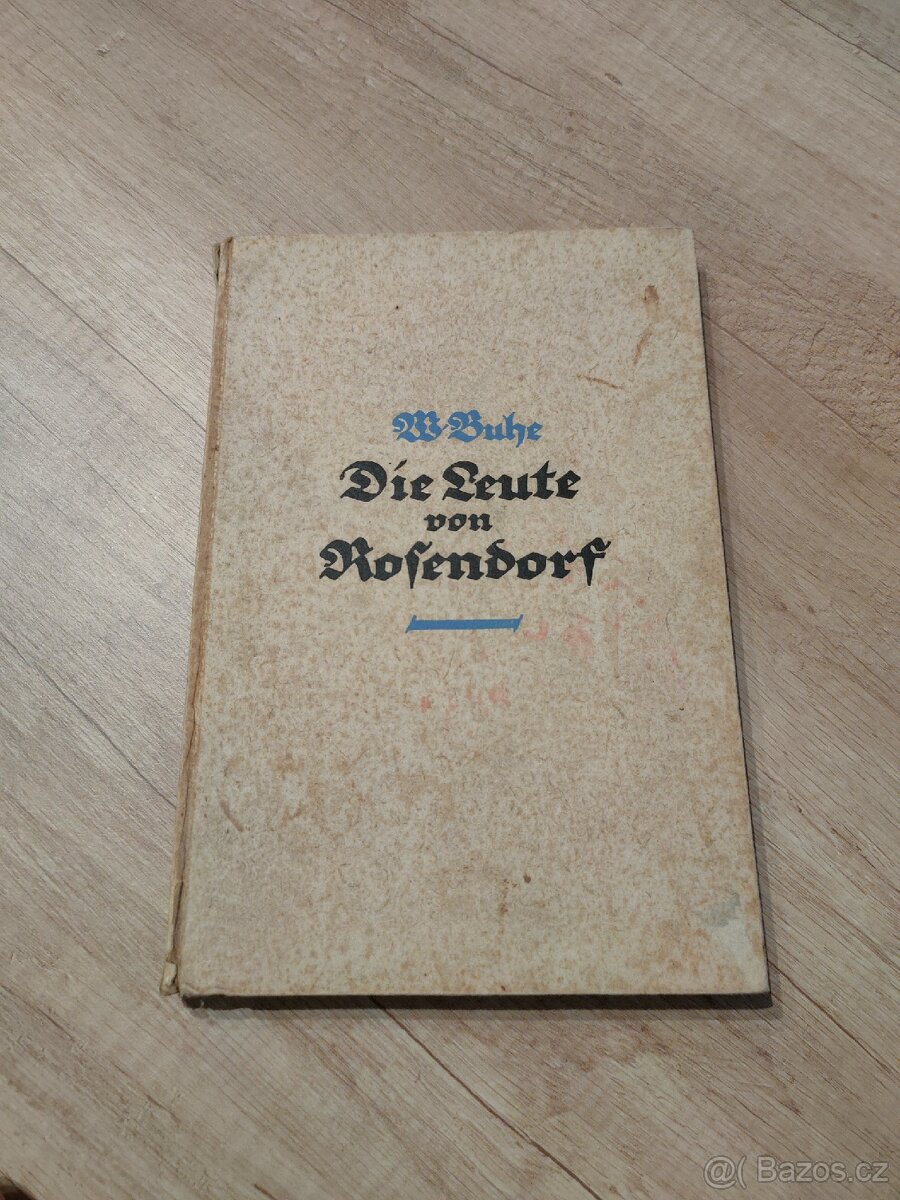 W Buhe
Die Leute
von
Roſendorf
@( Bazos.cz